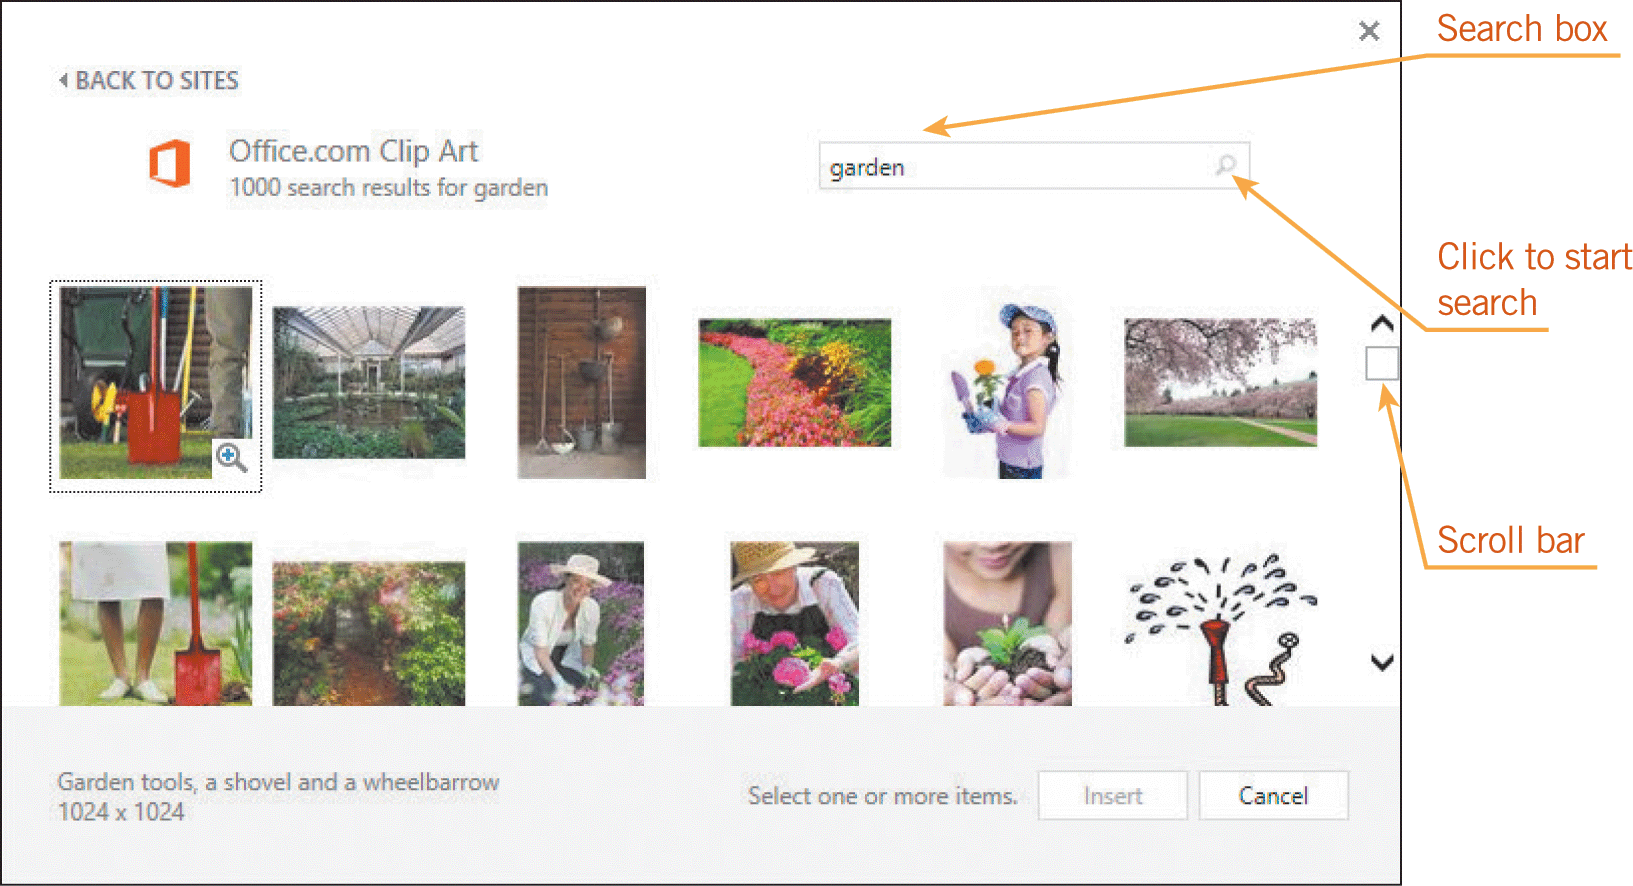 Search box
BACK TO SITES
Office.com Clip Art
1000 search results for garden
garden
Click to start
search
Scroll bar
Garden tools, a shovel and a wheelbarrow
1024 x 1024
Select one or more items.
Insert
Cancel